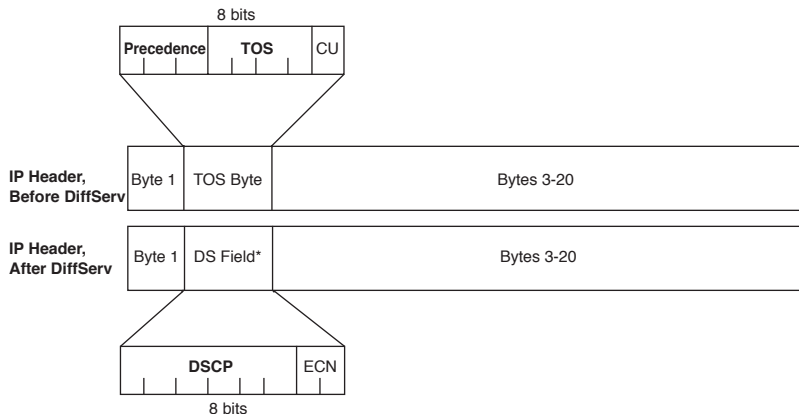 8 bits
Precedence TOS CU
IP Header,
Before DiffServ
Byte 1 TOS Byte Bytes 3-20
IP Header,
After DiffServ
Byte 1 DS Field* Bytes 3-20
DSCP ECN
8 bits